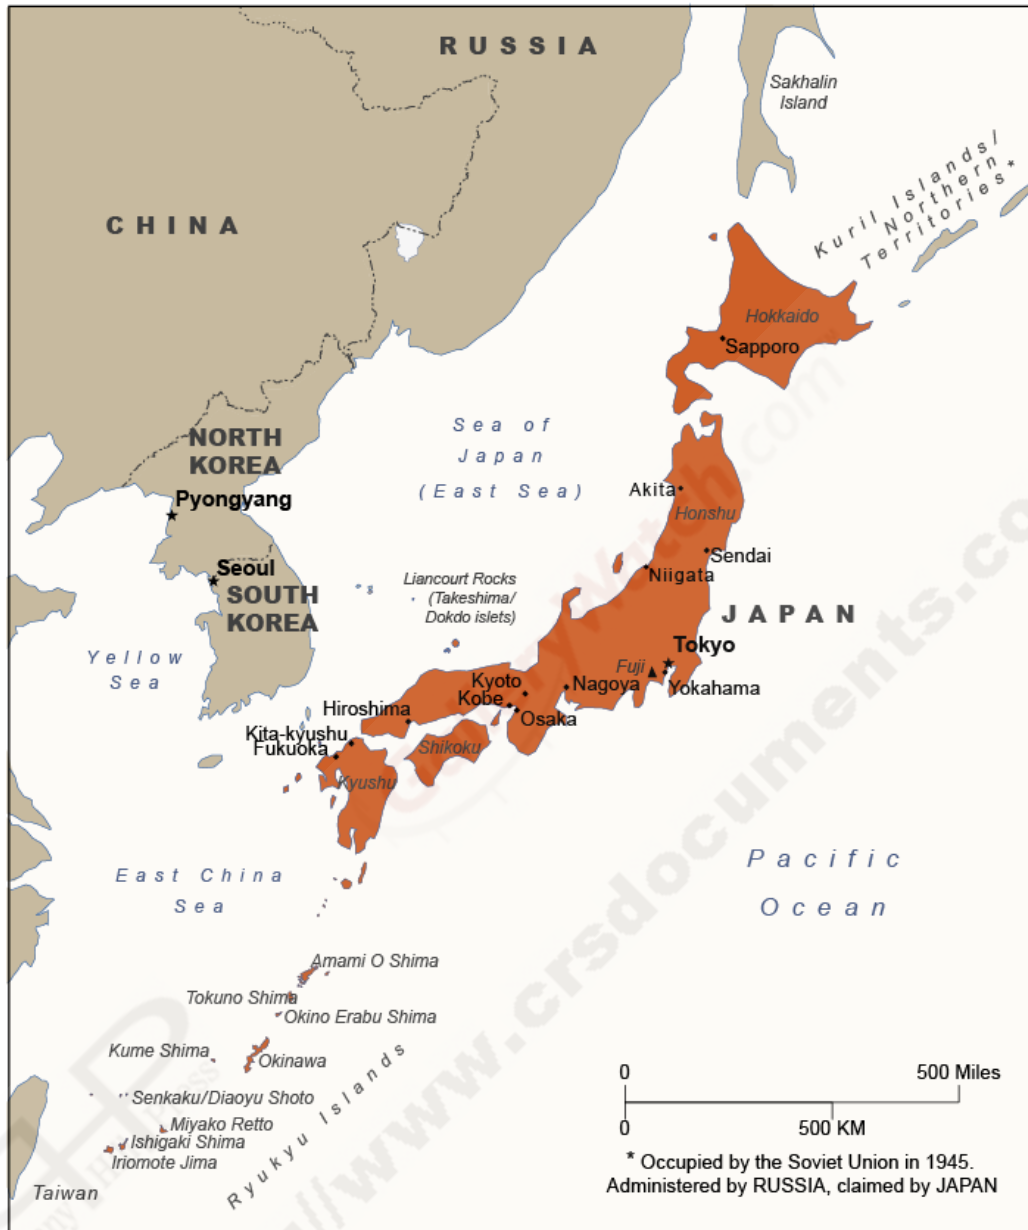 RUSSIA
Sakhalin
Island
Kuril Islands/
Northern
Territories*
CHINA
Hokkaido
Sapporo
NORTH
KOREA
Pyongyang
Sea of
Japan
(East Sea)
Akita
Honshu
Sendai
Niigata
Seoul
SOUTH
KOREA
Liancourt Rocks
(Takeshima/
Dokdo islets)
JAPAN
Tokyo
Fuji
Yokahama
Yellow
Sea
Kyoto
Kobe
Nagoya
Osaka
Hiroshima
Kita-kyushu
Fukuoka
Shikoku
Kyushu
East China
Sea
Pacific
Ocean
Amami O Shima
Tokuno Shima
Okino Erabu Shima
Kume Shima
Okinawa
Senkaku/Diaoyu Shoto
Miyako Retto
Ishigaki Shima
Iriomote Jima
Ryukyu Islands
Taiwan
0 500 Miles
0 500 KM
* Occupied by the Soviet Union in 1945.
Administered by RUSSIA, claimed by JAPAN
://www.crsdocuments.co